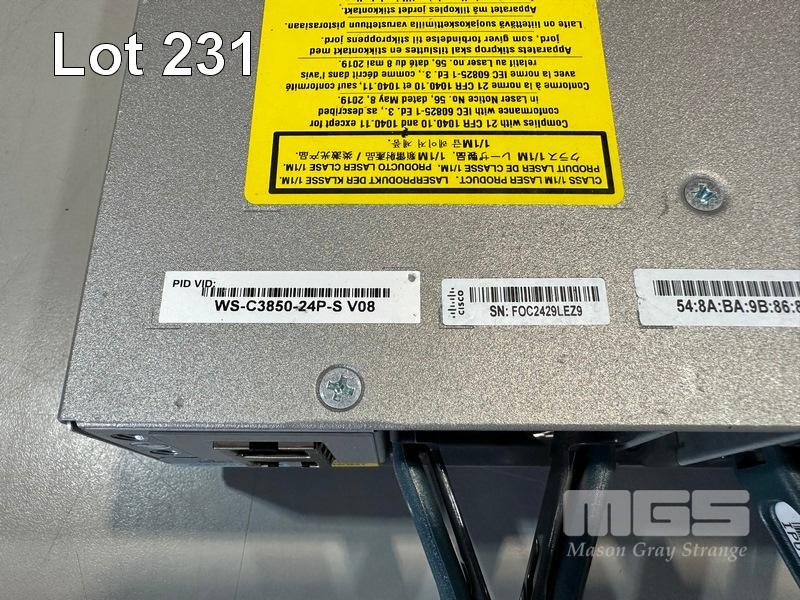 Lot 231
CLASS 1/1M LASER PRODUCT. LASERPRODUKT DER KLASSE 1/1M.
PRODUIT LASER DE CLASSE 1/1M. PRODUCTO LASER CLASE 1/1M.
クラス 1/1M レーザ製品. 1/1M 類雷射產品 / 类激光产品.
1/1M 급 레이저 제품.
Complies with 21 CFR 1040.10 and 1040.11 except for
conformance with IEC 60825-1 Ed. 3., as described
in Laser Notice No. 56, dated May 8, 2019.
Conforme à la norme 21 CFR 1040.10 et 1040.11, sauf conformité
avec la norme IEC 60825-1 Ed. 3., comme décrit dans l'avis
relatif au laser no. 56, daté du 8 mai 2019.
Apparatets stikprop skal tilsluttes en stikkontakt med
jord, som giver forbindelse til stikproppens jord.
Laite on liitettävä suojakoskettimilla varustettuun pistorasiaan.
Apparatet må tilkoples jordet stikkontakt
PID VID:
WS-C3850-24P-S V08
CISCO
SN: FOC2429LEZ9
54:8A:BA:9B:86:8
MGS
Mason Gray Strange